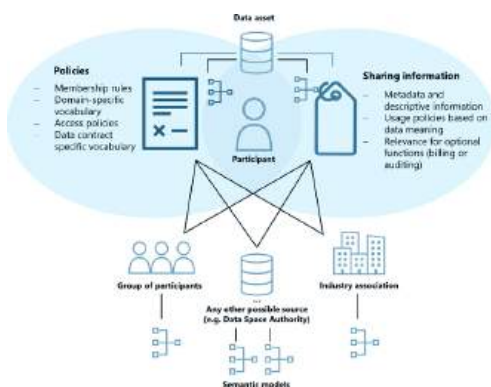 Data asset
Policies
– Membership rules
– Domain-specific
vocabulary
– Access policies
– Data contract
specific vocabulary
Participant
Sharing information
– Metadata and
descriptive information
– Usage policies based on
data meaning
– Relevance for optional
functions (billing or
auditing)
Group of participants
...
Any other possible source
(e.g. Data Space Authority)
Industry association
Semantic models